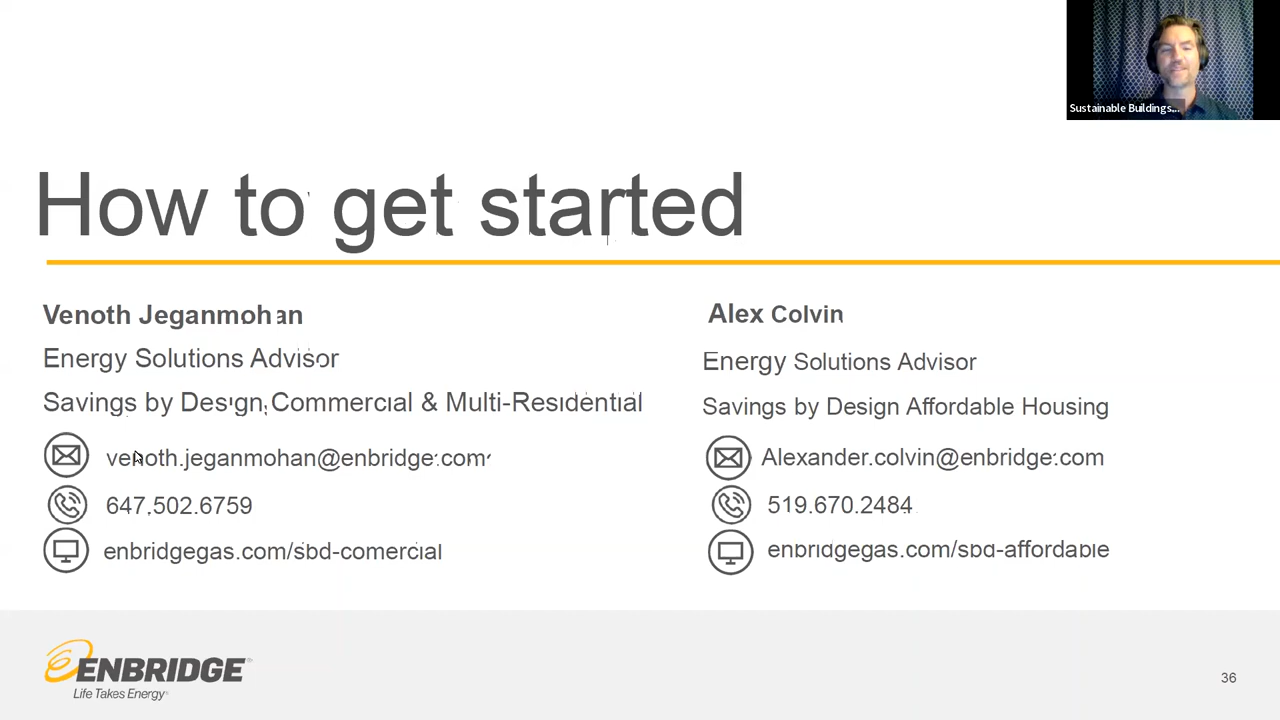 Sustainable Buildings...
How to get started
Venoth Jeganmohan
Energy Solutions Advisor
Savings by Design, Commercial & Multi-Residential
venoth.jeganmohan@enbridge.com
647.502.6759
enbridgegas.com/sbd-comercial
Alex Colvin
Energy Solutions Advisor
Savings by Design Affordable Housing
Alexander.colvin@enbridge.com
519.670.2484
enbridgegas.com/sbd-affordable
ENBRIDGE
Life Takes Energy
36